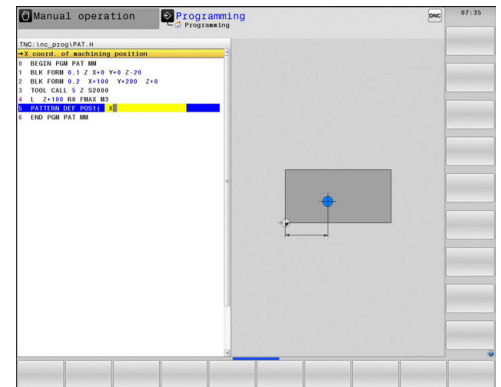 Manual operation
Programming
Programming
DNC
07:35
TNC:\nc_prog\PAT.H
→X coord. of machining position
0 BEGIN PGM PAT MM
1 BLK FORM 0.1 Z X+0 Y+0 Z-20
2 BLK FORM 0.2 X+100 Y+200 Z+0
3 TOOL CALL 5 Z S2000
4 L Z+100 R0 FMAX M3
5 PATTERN DEF POS1( X
6 END PGM PAT MM